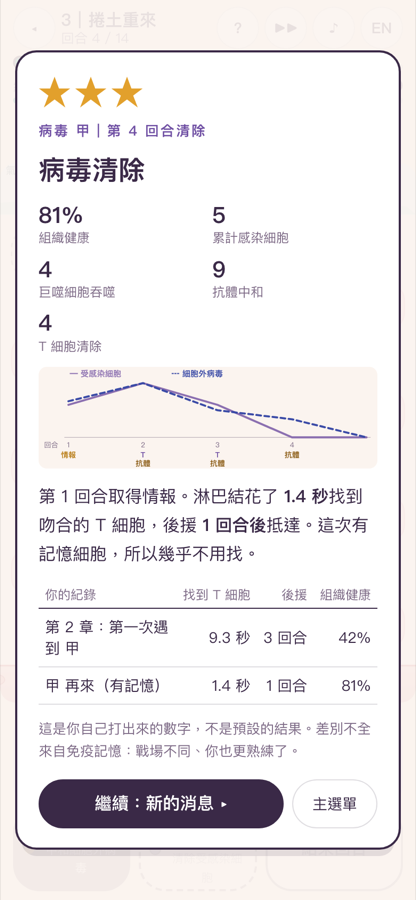 3｜捲土重來
回合 4 / 14
?
EN
病毒 甲｜第 4 回合清除
病毒清除
81%
組織健康
5
累計感染細胞
4
巨噬細胞吞噬
9
抗體中和
4
T 細胞清除
受感染細胞
細胞外病毒
回合 1 2 3 4
情報 T T 抗體
抗體 抗體
第 1 回合取得情報。淋巴結花了 1.4 秒找到
吻合的 T 細胞，後援 1 回合後抵達。這次有
記憶細胞，所以幾乎不用找。
你的紀錄 找到 T 細胞 後援 組織健康
第 2 章：第一次遇
到 甲 9.3 秒 3 回合 42%
甲 再來（有記憶） 1.4 秒 1 回合 81%
這是你自己打出來的數字，不是預設的結果。差別不全
來自免疫記憶：戰場不同、你也更熟練了。
繼續：新的消息 ▸
主選單